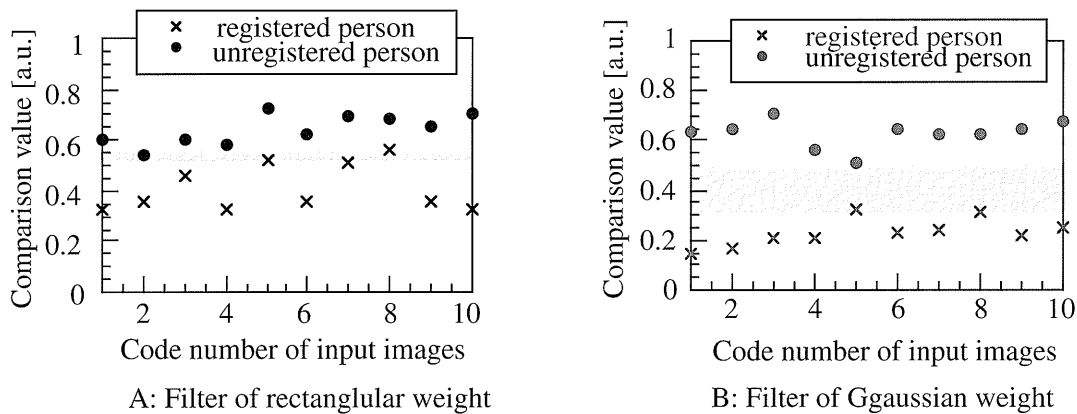 registered person
unregistered person
Comparison value [a.u.]
1
0.8
0.6
0.4
0.2
0
2 4 6 8 10
Code number of input images
A: Filter of rectanglular weight
registered person
unregistered person
Comparison value [a.u.]
1
0.8
0.6
0.4
0.2
0
2 4 6 8 10
Code number of input images
B: Filter of Ggaussian weight